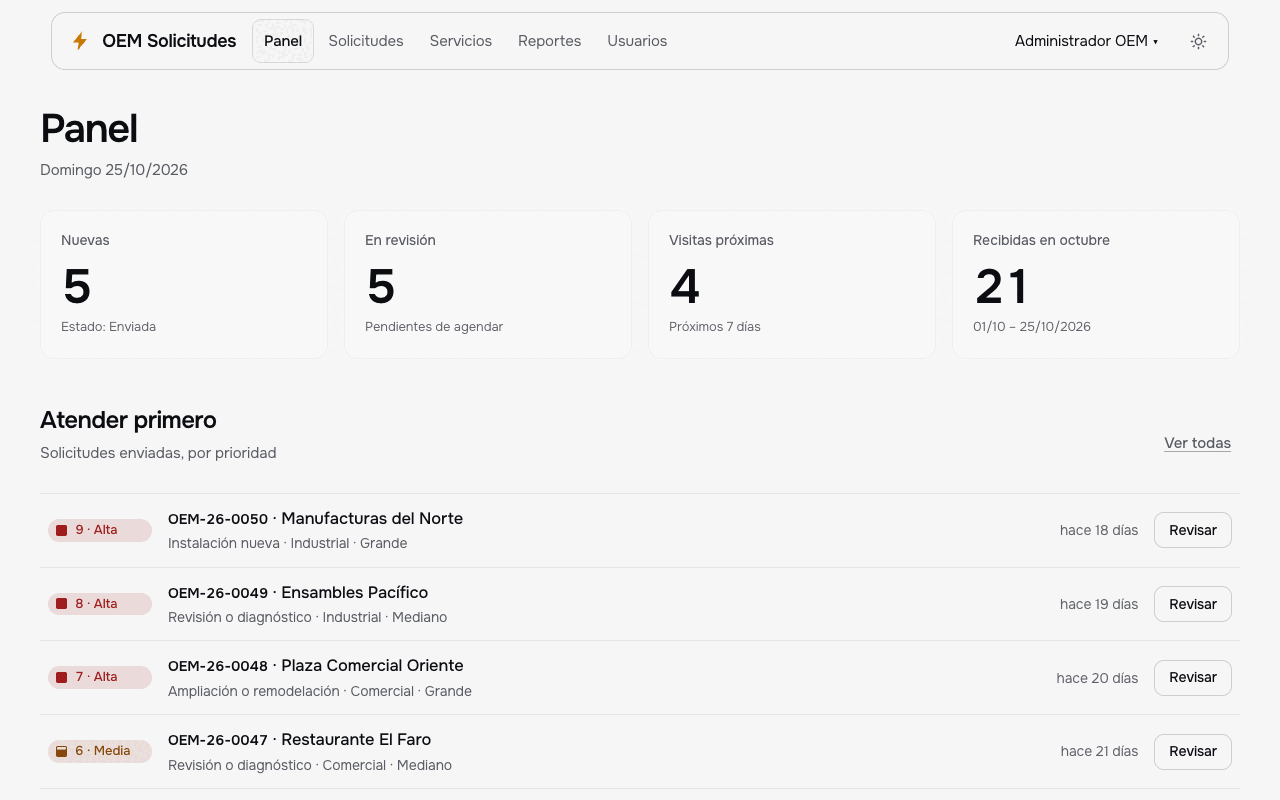 OEM Solicitudes Panel Solicitudes Servicios Reportes Usuarios Administrador OEM ▾
Panel
Domingo 25/10/2026
Nuevas
5
Estado: Enviada
En revisión
5
Pendientes de agendar
Visitas próximas
4
Próximos 7 días
Recibidas en octubre
21
01/10 – 25/10/2026
Atender primero
Solicitudes enviadas, por prioridad
Ver todas
9 · Alta
OEM-26-0050 · Manufacturas del Norte
Instalación nueva · Industrial · Grande
hace 18 días
Revisar
8 · Alta
OEM-26-0049 · Ensambles Pacífico
Revisión o diagnóstico · Industrial · Mediano
hace 19 días
Revisar
7 · Alta
OEM-26-0048 · Plaza Comercial Oriente
Ampliación o remodelación · Comercial · Grande
hace 20 días
Revisar
6 · Media
OEM-26-0047 · Restaurante El Faro
Revisión o diagnóstico · Comercial · Mediano
hace 21 días
Revisar